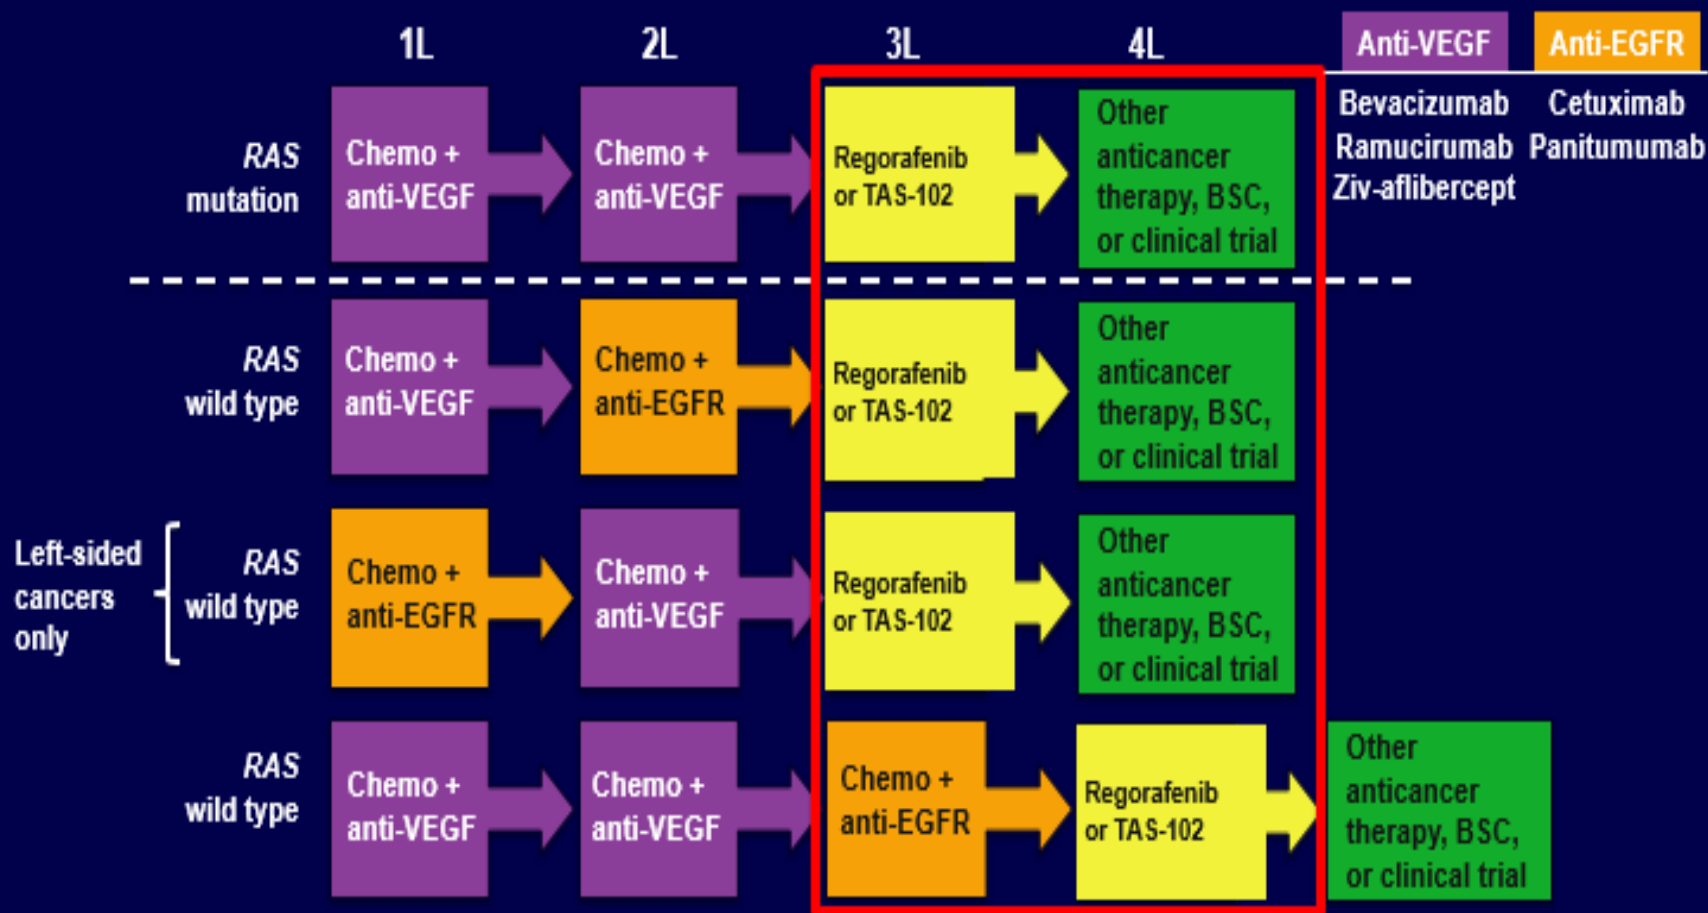 1L
2L
3L
4L
Anti-VEGF
Anti-EGFR
Bevacizumab
Ramucirumab
Ziv-aflibercept
Cetuximab
Panitumumab
RAS
mutation
Chemo +
anti-VEGF
Chemo +
anti-VEGF
Regorafenib
or TAS-102
Other
anticancer
therapy, BSC,
or clinical trial
RAS
wild type
Chemo +
anti-VEGF
Chemo +
anti-EGFR
Regorafenib
or TAS-102
Other
anticancer
therapy, BSC,
or clinical trial
Left-sided
cancers
only
RAS
wild type
Chemo +
anti-EGFR
Chemo +
anti-VEGF
Regorafenib
or TAS-102
Other
anticancer
therapy, BSC,
or clinical trial
RAS
wild type
Chemo +
anti-VEGF
Chemo +
anti-VEGF
Chemo +
anti-EGFR
Regorafenib
or TAS-102
Other
anticancer
therapy, BSC,
or clinical trial